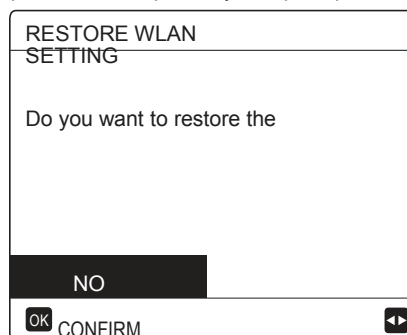 RESTORE WLAN
SETTING
Do you want to restore the
NO
OK CONFIRM